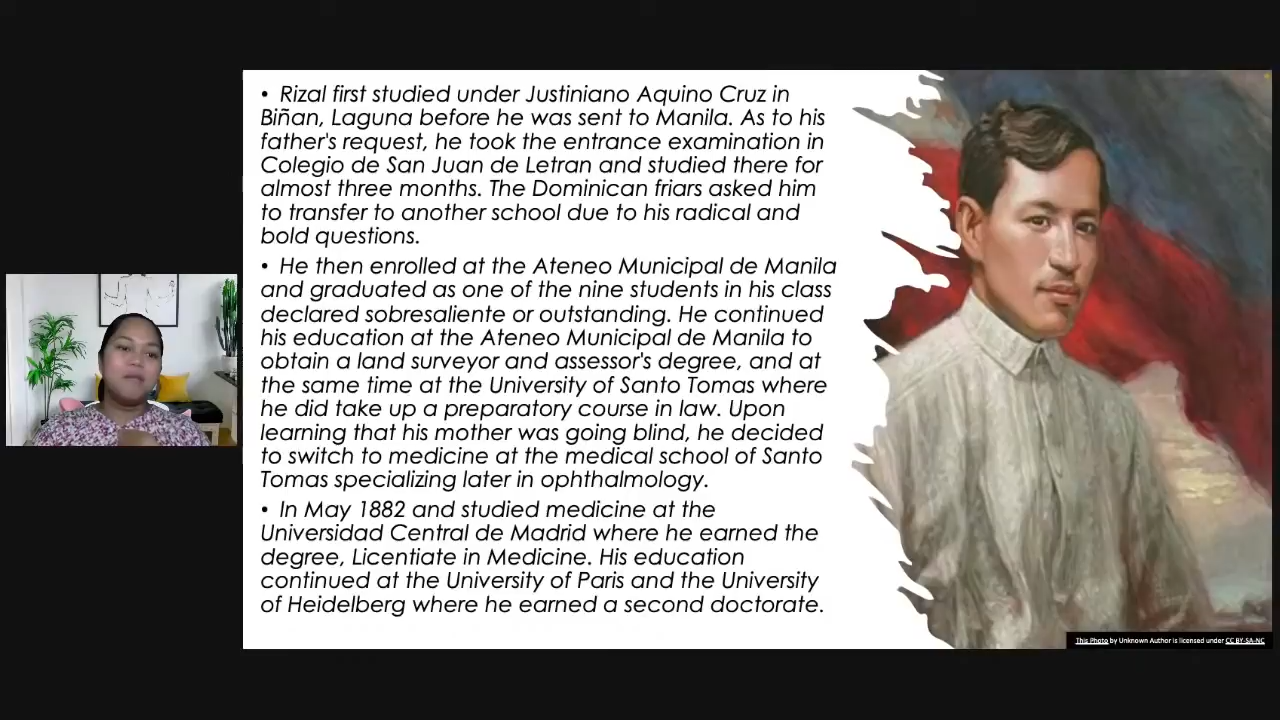 • Rizal first studied under Justiniano Aquino Cruz in
Biñan, Laguna before he was sent to Manila. As to his
father's request, he took the entrance examination in
Colegio de San Juan de Letran and studied there for
almost three months. The Dominican friars asked him
to transfer to another school due to his radical and
bold questions.
• He then enrolled at the Ateneo Municipal de Manila
and graduated as one of the nine students in his class
declared sobresaliente or outstanding. He continued
his education at the Ateneo Municipal de Manila to
obtain a land surveyor and assessor's degree, and at
the same time at the University of Santo Tomas where
he did take up a preparatory course in law. Upon
learning that his mother was going blind, he decided
to switch to medicine at the medical school of Santo
Tomas specializing later in ophthalmology.
• In May 1882 and studied medicine at the
Universidad Central de Madrid where he earned the
degree, Licentiate in Medicine. His education
continued at the University of Paris and the University
of Heidelberg where he earned a second doctorate.
This Photo by Unknown Author is licensed under CC BY-SA-NC